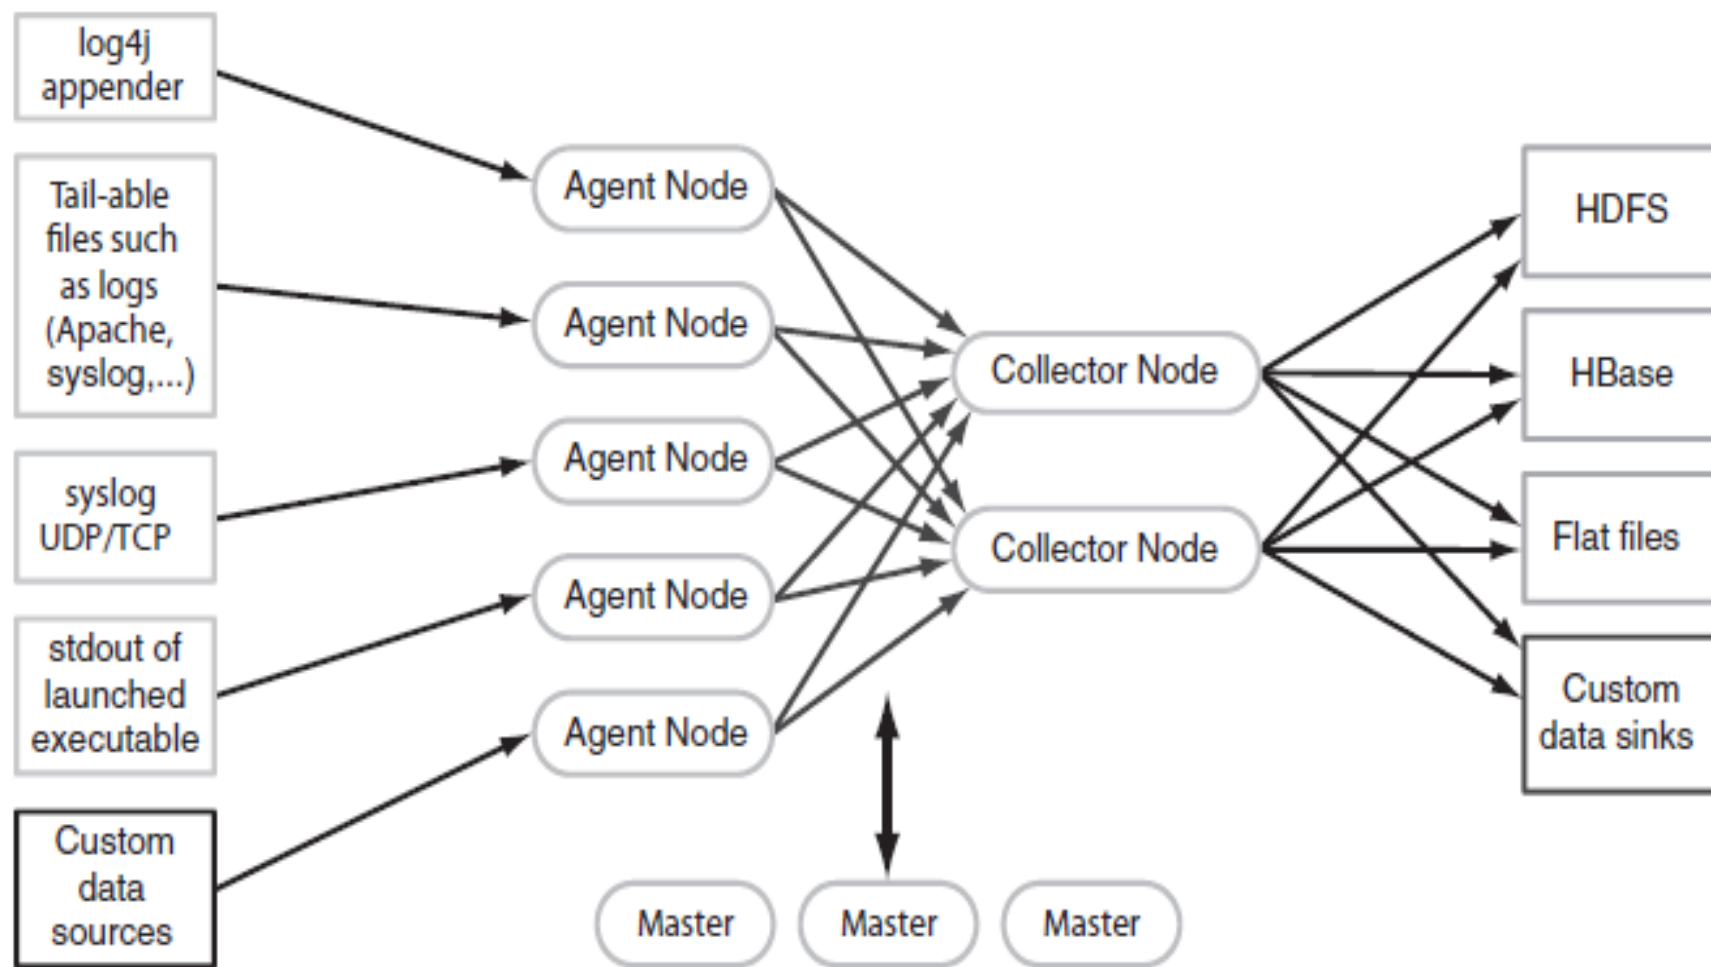 log4j
appender
Tail-able
files such
as logs
(Apache,
syslog,...)
syslog
UDP/TCP
stdout of
launched
executable
Custom
data
sources
Agent Node
Agent Node
Agent Node
Agent Node
Agent Node
Collector Node
Collector Node
Master
Master
Master
HDFS
HBase
Flat files
Custom
data sinks